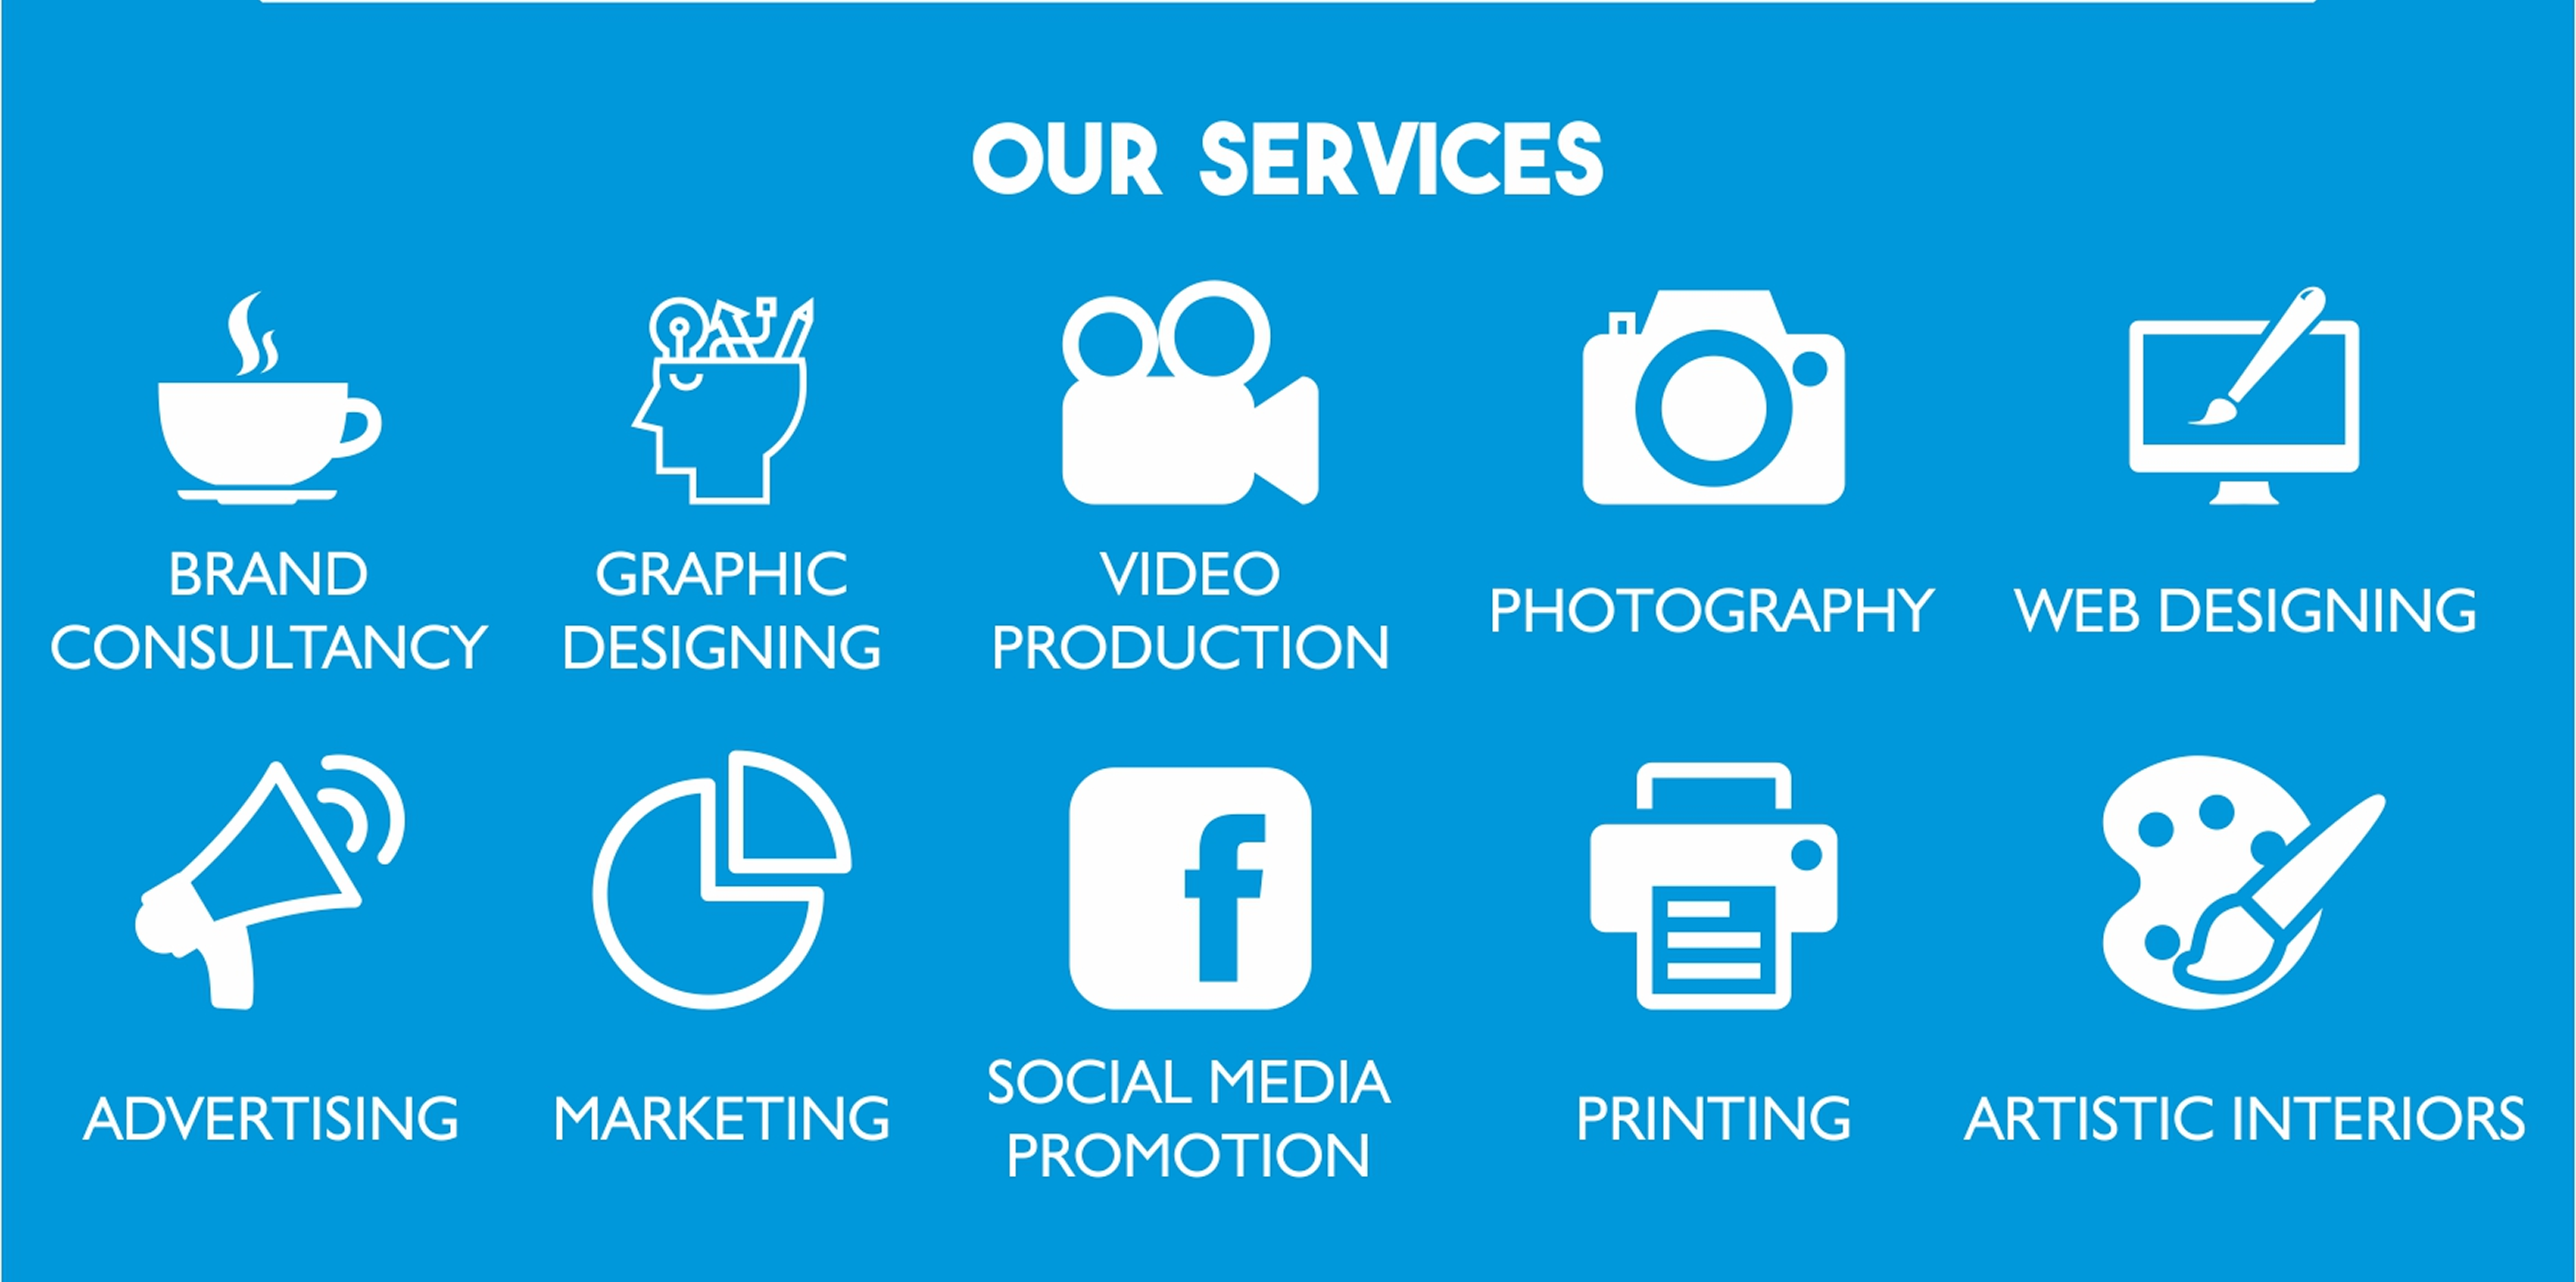 OUR SERVICES
BRAND
CONSULTANCY
GRAPHIC
DESIGNING
VIDEO
PRODUCTION
PHOTOGRAPHY
WEB DESIGNING
ADVERTISING
MARKETING
SOCIAL MEDIA
PROMOTION
PRINTING
ARTISTIC INTERIORS